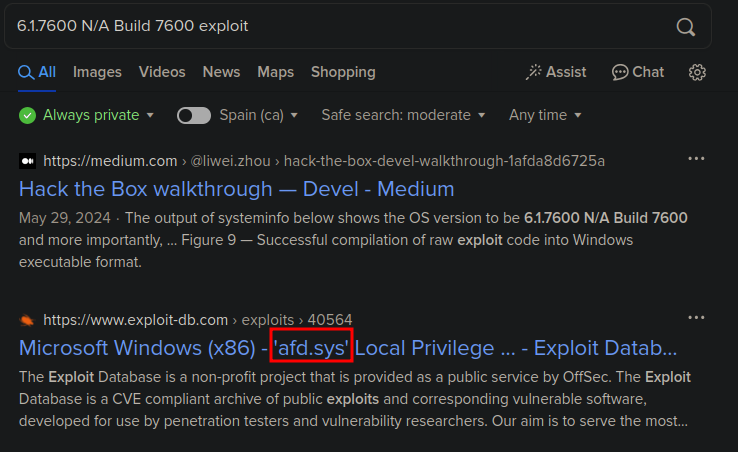 6.1.7600 N/A Build 7600 exploit
All Images Videos News Maps Shopping Assist Chat
Always private Spain (ca) Safe search: moderate Any time
https://medium.com › @liwei.zhou › hack-the-box-devel-walkthrough-1afda8d6725a
Hack the Box walkthrough — Devel - Medium
May 29, 2024 · The output of systeminfo below shows the OS version to be 6.1.7600 N/A Build 7600
and more importantly, ... Figure 9 — Successful compilation of raw exploit code into Windows
executable format.
https://www.exploit-db.com › exploits › 40564
Microsoft Windows (x86) - 'afd.sys' Local Privilege ... - Exploit Datab...
The Exploit Database is a non-profit project that is provided as a public service by OffSec. The Exploit
Database is a CVE compliant archive of public exploits and corresponding vulnerable software,
developed for use by penetration testers and vulnerability researchers. Our aim is to serve the most...